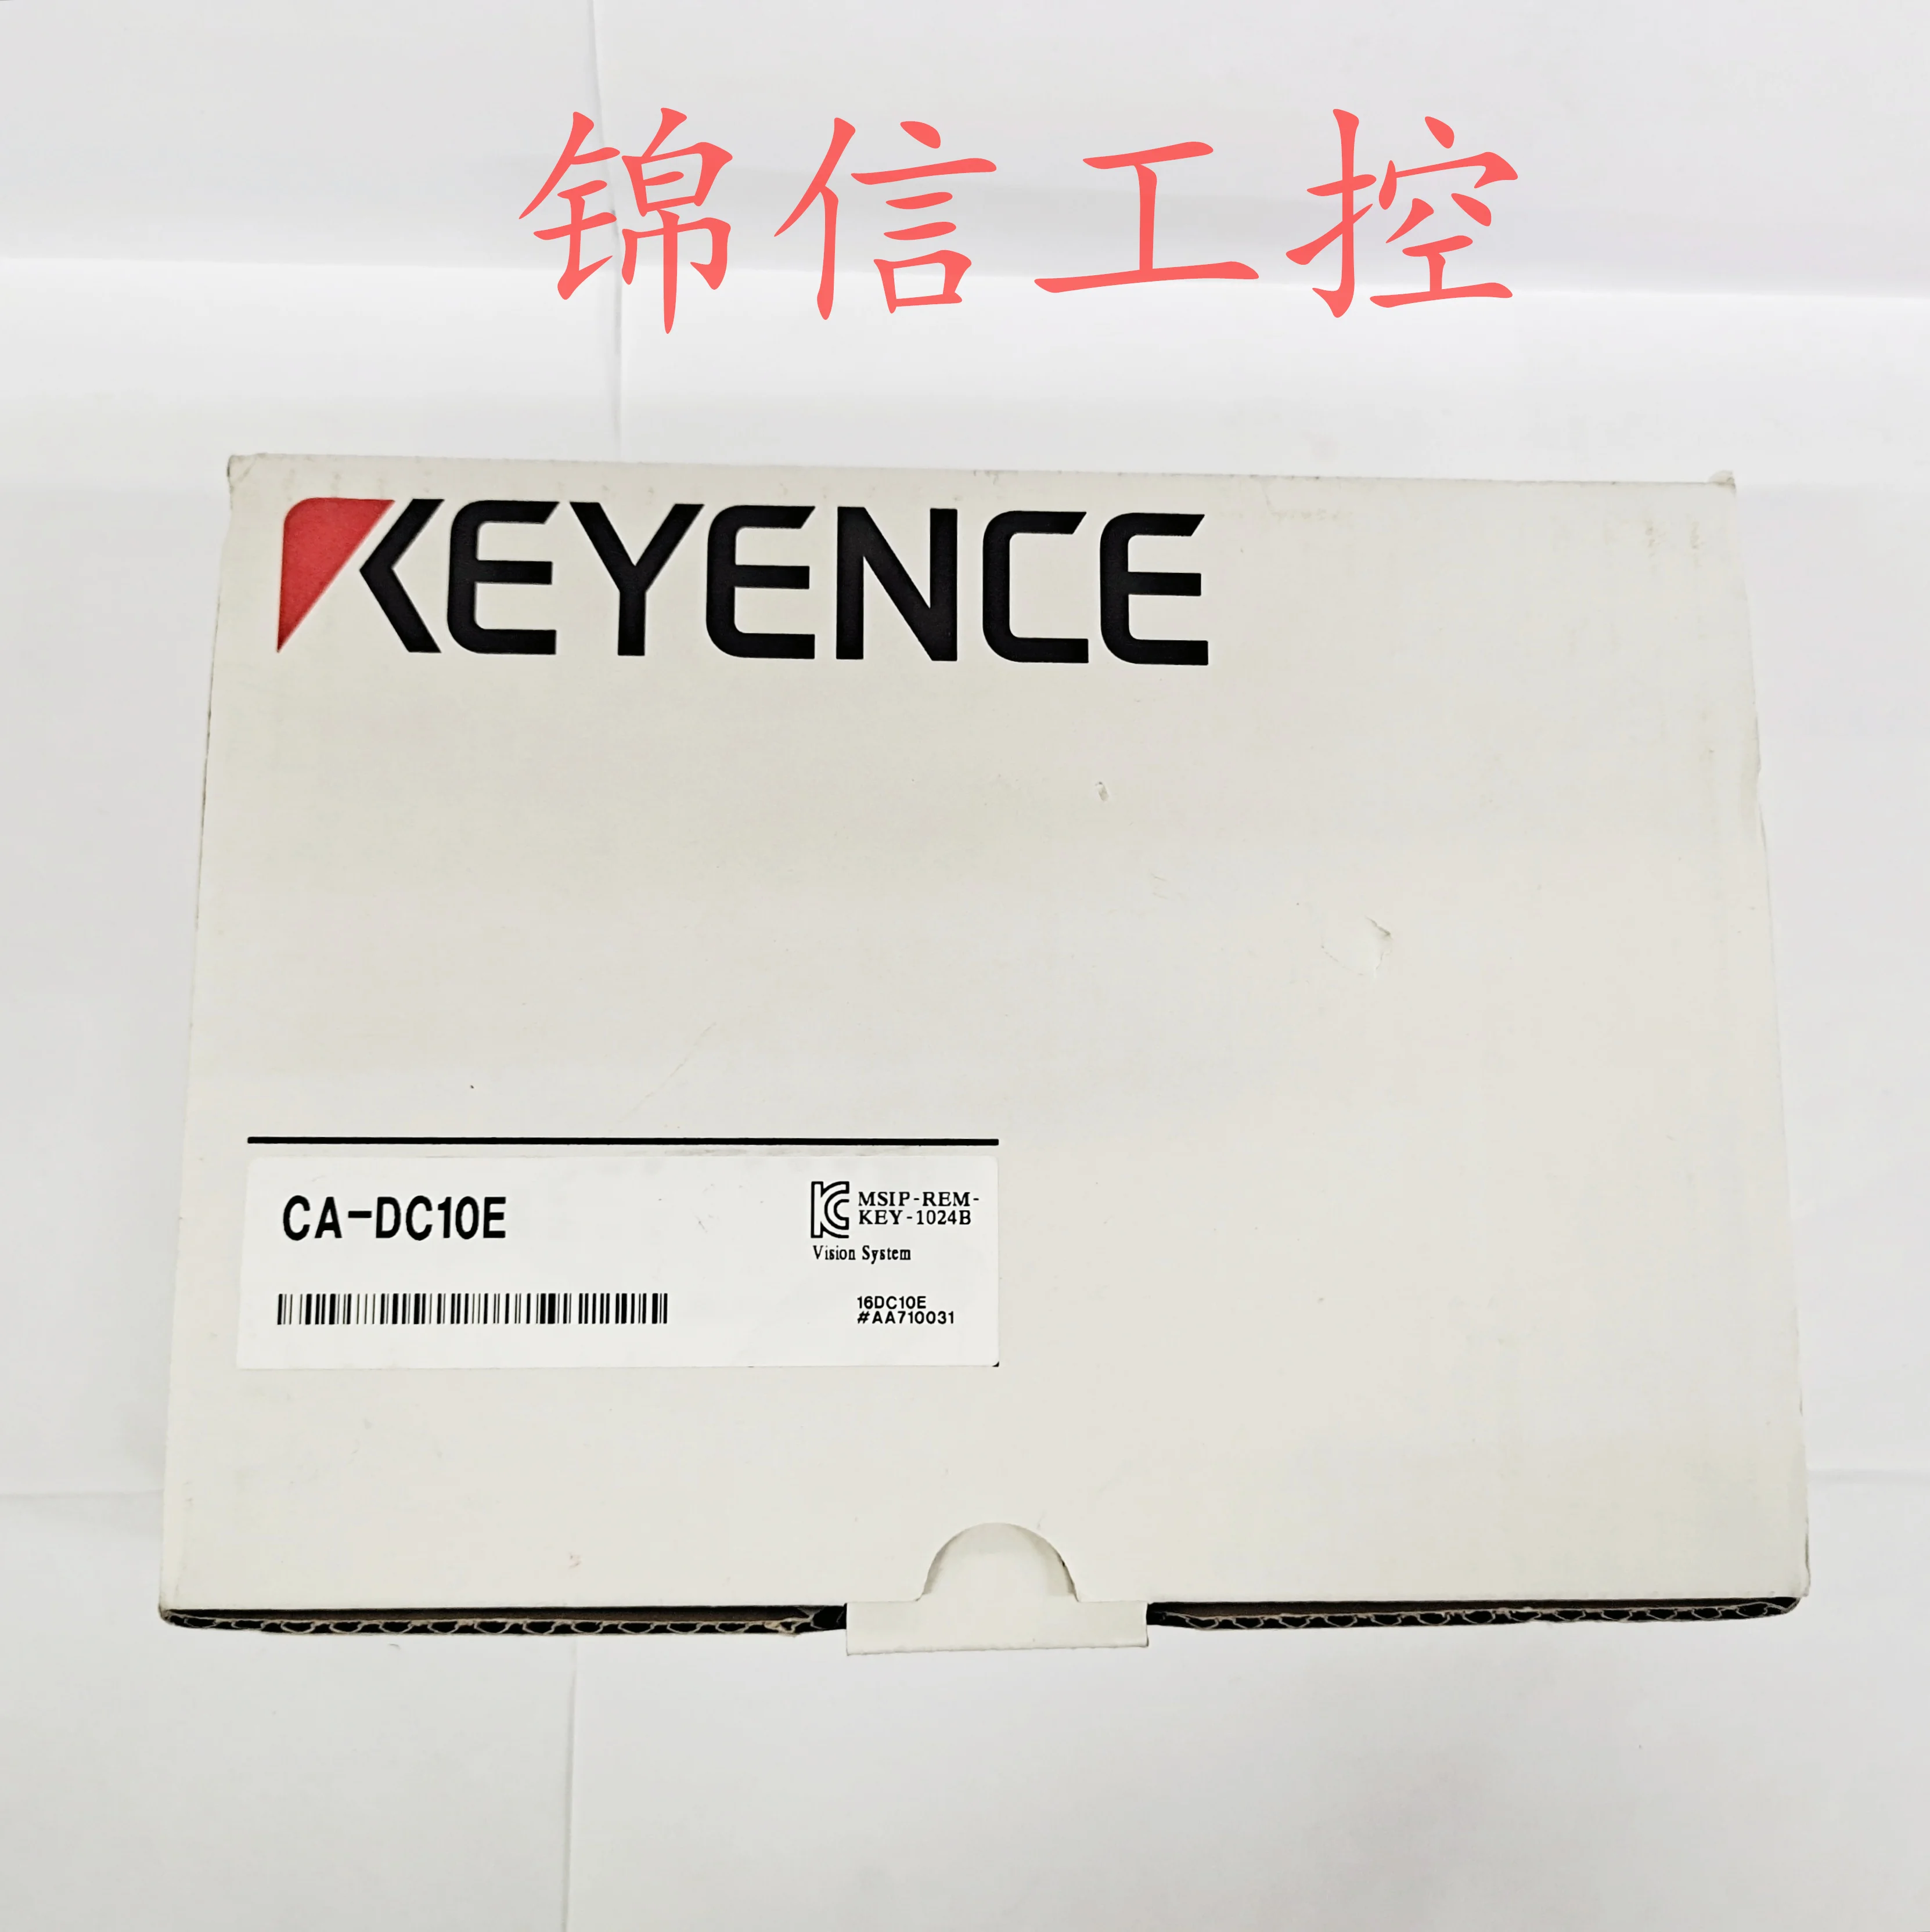 锦信工控
KEYENCE
CA-DC10E
MSIP-REM-
KEY-1024B
Vision System
16DC10E
#AA710031